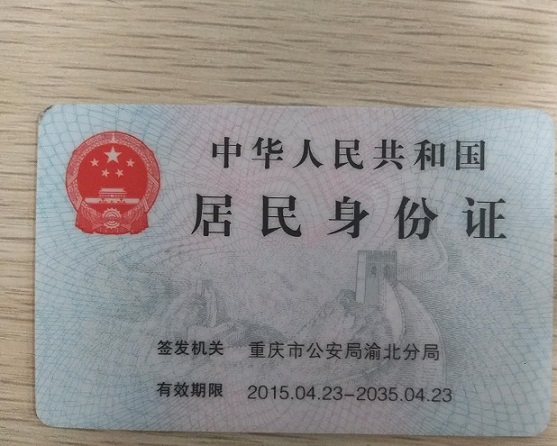 中华人民共和国
居民身份证
签发机关 重庆市公安局渝北分局
有效期限 2015.04.23-2035.04.23